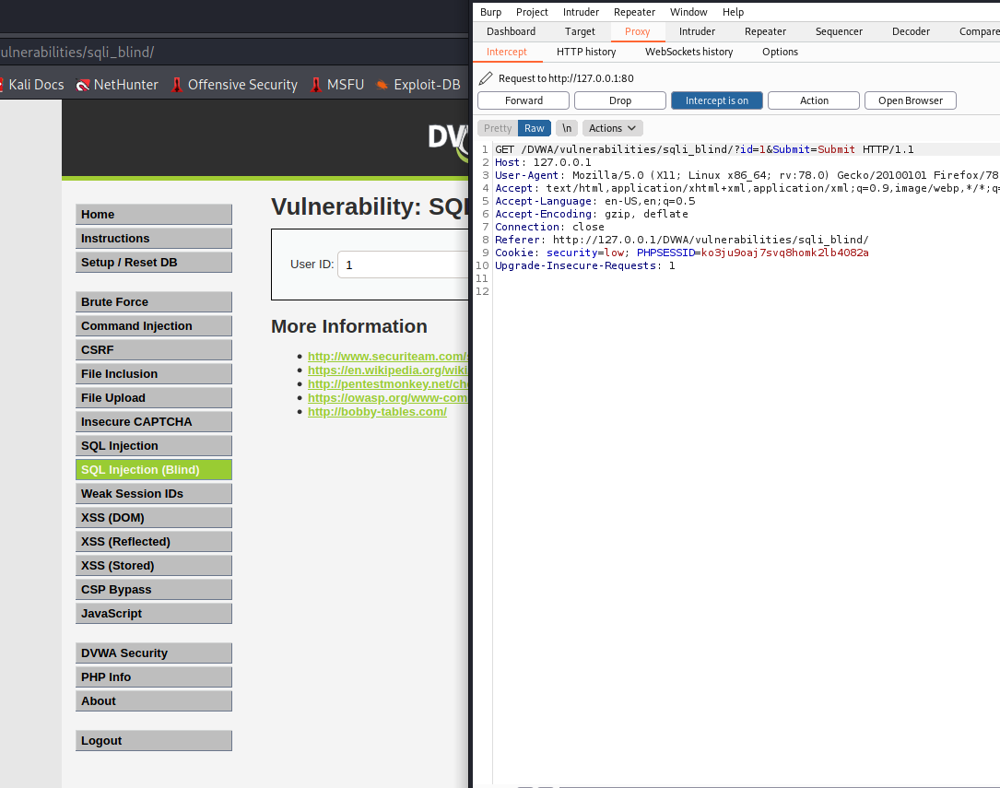 ulnerabilities/sqli_blind/
Kali Docs NetHunter Offensive Security MSFU Exploit-DB
DV
Home
Instructions
Setup / Reset DB
Brute Force
Command Injection
CSRF
File Inclusion
File Upload
Insecure CAPTCHA
SQL Injection
SQL Injection (Blind)
Weak Session IDs
XSS (DOM)
XSS (Reflected)
XSS (Stored)
CSP Bypass
JavaScript
DVWA Security
PHP Info
About
Logout
Vulnerability: SQ
User ID: 1
More Information
http://www.securiteam.com/
https://en.wikipedia.org/wiki
http://pentestmonkey.net/che
https://owasp.org/www-com
http://bobby-tables.com/
Burp Project Intruder Repeater Window Help
Dashboard Target Proxy Intruder Repeater Sequencer Decoder Compare
Intercept HTTP history WebSockets history Options
Request to http://127.0.0.1:80
Forward Drop Intercept is on Action Open Browser
Pretty Raw \n Actions
1 GET /DVWA/vulnerabilities/sqli_blind/?id=1&Submit=Submit HTTP/1.1
2 Host: 127.0.0.1
3 User-Agent: Mozilla/5.0 (X11; Linux x86_64; rv:78.0) Gecko/20100101 Firefox/78
4 Accept: text/html,application/xhtml+xml,application/xml;q=0.9,image/webp,*/*;q=
5 Accept-Language: en-US,en;q=0.5
6 Accept-Encoding: gzip, deflate
7 Connection: close
8 Referer: http://127.0.0.1/DVWA/vulnerabilities/sqli_blind/
9 Cookie: security=low; PHPSESSID=ko3ju9oaj7svq8homk2lb4082a
10 Upgrade-Insecure-Requests: 1
11
12